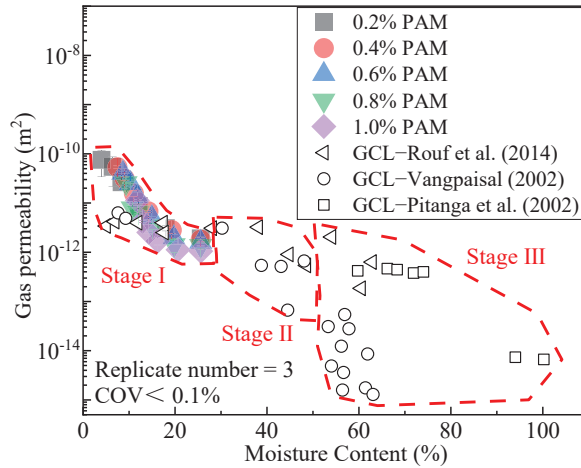 10⁻⁸
10⁻¹⁰
10⁻¹²
10⁻¹⁴
Gas permeability (m²)
0.2% PAM
0.4% PAM
0.6% PAM
0.8% PAM
1.0% PAM
GCL−Rouf et al. (2014)
GCL−Vangpaisal (2002)
GCL−Pitanga et al. (2002)
Stage I
Stage II
Stage III
Replicate number = 3
COV< 0.1%
0 20 40 60 80 100
Moisture Content (%)